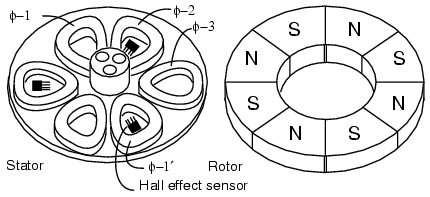 ϕ−1
ϕ−2
ϕ−3
S
N
N
S
S
N
N
S
Stator
ϕ−1′
Rotor
Hall effect sensor